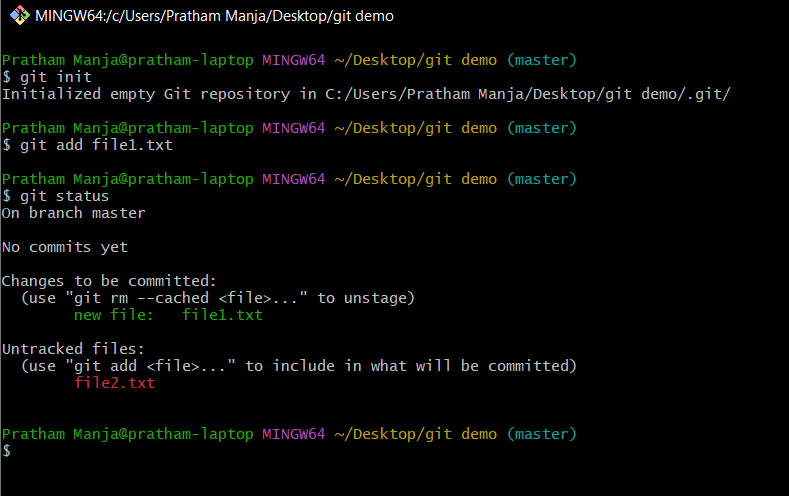 MINGW64:/c/Users/Pratham Manja/Desktop/git demo
Pratham Manja@pratham-laptop MINGW64 ~/Desktop/git demo (master)
$ git init
Initialized empty Git repository in C:/Users/Pratham Manja/Desktop/git demo/.git/
Pratham Manja@pratham-laptop MINGW64 ~/Desktop/git demo (master)
$ git add file1.txt
Pratham Manja@pratham-laptop MINGW64 ~/Desktop/git demo (master)
$ git status
On branch master
No commits yet
Changes to be committed:
  (use "git rm --cached <file>..." to unstage)
        new file:   file1.txt
Untracked files:
  (use "git add <file>..." to include in what will be committed)
        file2.txt
Pratham Manja@pratham-laptop MINGW64 ~/Desktop/git demo (master)
$